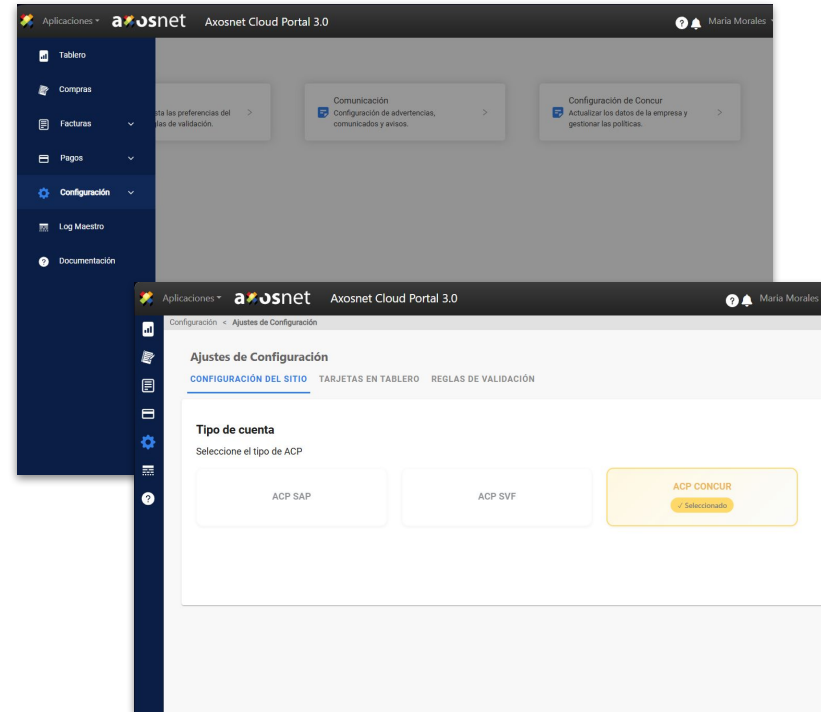 Aplicaciones
axosnet
Axosnet Cloud Portal 3.0
Maria Morales
Tablero
Compras
Facturas
Pagos
Configuración
Log Maestro
Documentación
las preferencias del
de validación.
Comunicación
Configuración de advertencias,
comunicados y avisos.
Configuración de Concur
Actualizar los datos de la empresa y
gestionar las políticas.
Aplicaciones
axosnet
Axosnet Cloud Portal 3.0
Maria Morales
Configuración < Ajustes de Configuración
Ajustes de Configuración
CONFIGURACIÓN DEL SITIO TARJETAS EN TABLERO REGLAS DE VALIDACIÓN
Tipo de cuenta
Seleccione el tipo de ACP
ACP SAP
ACP SVF
ACP CONCUR
✓ Seleccionado